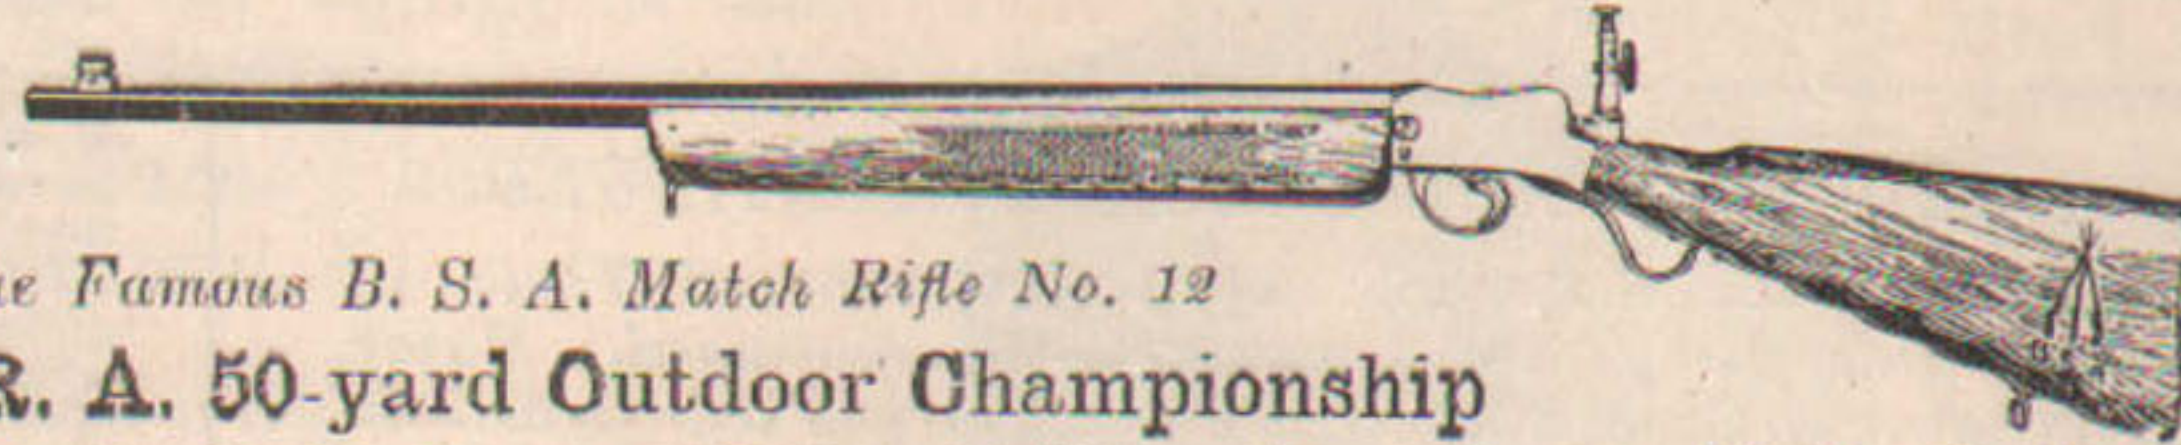 Famous B. S. A. Match Rifle No. 12
R. A. 50-yard Outdoor Championship